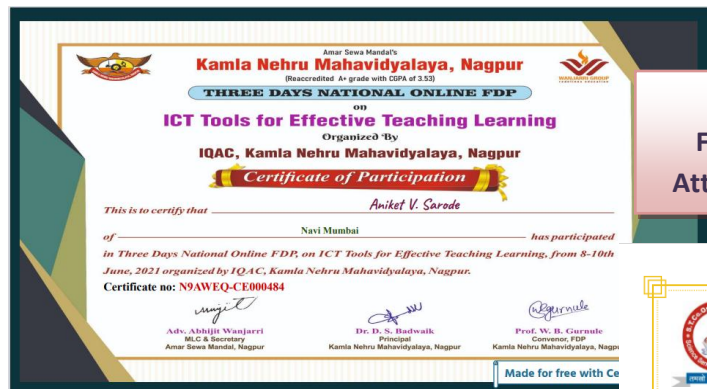 Amar Sewa Mandal's
Kamla Nehru Mahavidyalaya, Nagpur
(Reaccredited A+ grade with CGPA of 3.53)
THREE DAYS NATIONAL ONLINE FDP
on
ICT Tools for Effective Teaching Learning
Organized By
IQAC, Kamla Nehru Mahavidyalaya, Nagpur
Certificate of Participation
This is to certify that Aniket V. Sarode
of Navi Mumbai has participated
in Three Days National Online FDP, on ICT Tools for Effective Teaching Learning, from 8-10th
June, 2021 organized by IQAC, Kamla Nehru Mahavidyalaya, Nagpur.
Certificate no: N9AWEQ-CE000484
Adv. Abhijit Wanjarri
MLC & Secretary
Amar Sewa Mandal, Nagpur
Dr. D. S. Badwaik
Principal
Kamla Nehru Mahavidyalaya, Nagpur
Prof. W. B. Gurnule
Convenor, FDP
Kamla Nehru Mahavidyalaya, Nagpur
Made for free with Ce
WANJARRI GROUP
F
Att